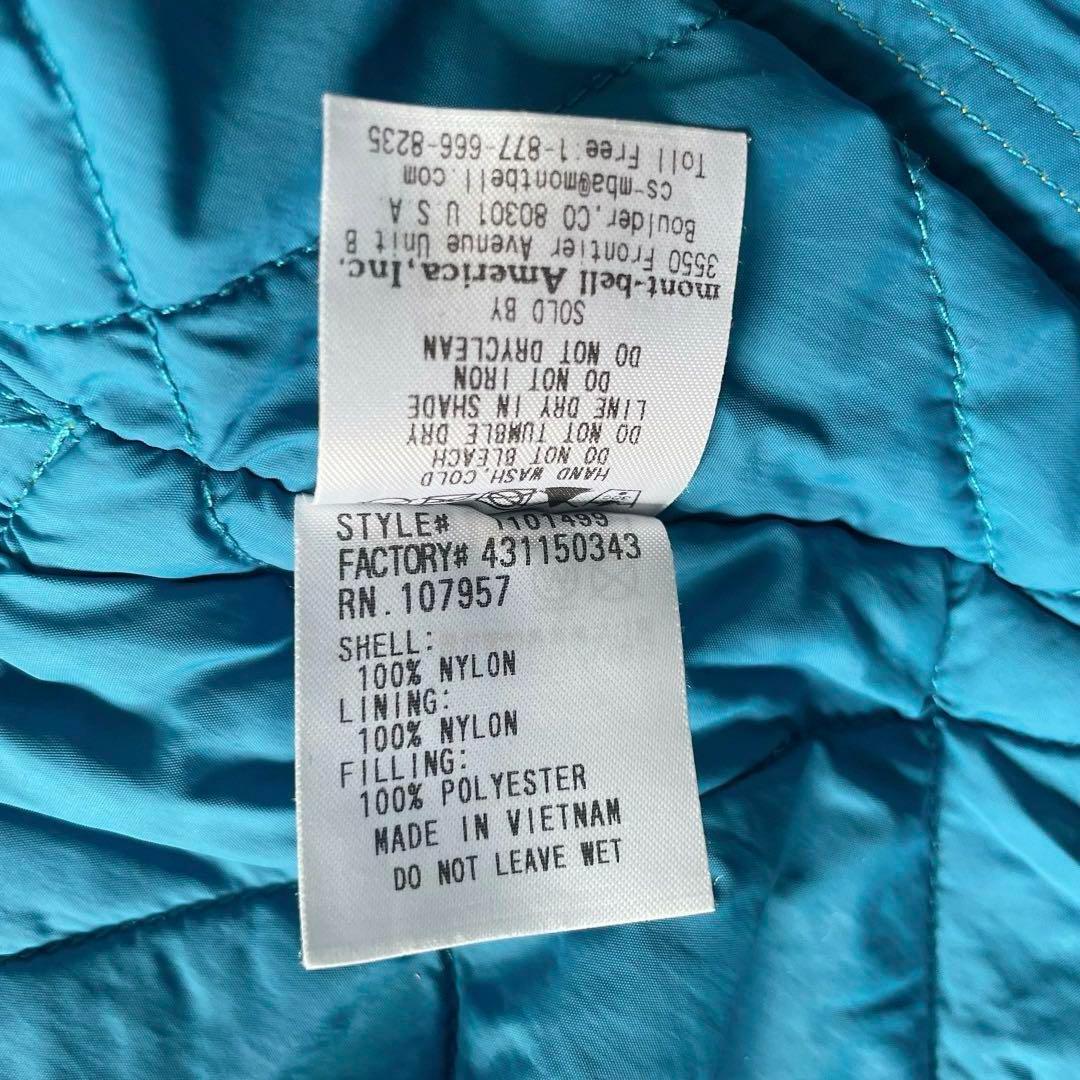 HAND WASH, COLD
DO NOT BLEACH
DO NOT TUMBLE DRY
LINE DRY IN SHADE
DO NOT IRON
DO NOT DRYCLEAN
SOLD BY
mont-bell America,Inc.
3550 Frontier Avenue Unit B
Boulder,CO 80301 U.S.A.
cs-mba@montbell.com
Toll Free:1-877-666-8235
STYLE# 1101499
FACTORY# 431150343
RN.107957
SHELL:
100% NYLON
LINING:
100% NYLON
FILLING:
100% POLYESTER
MADE IN VIETNAM
DO NOT LEAVE WET